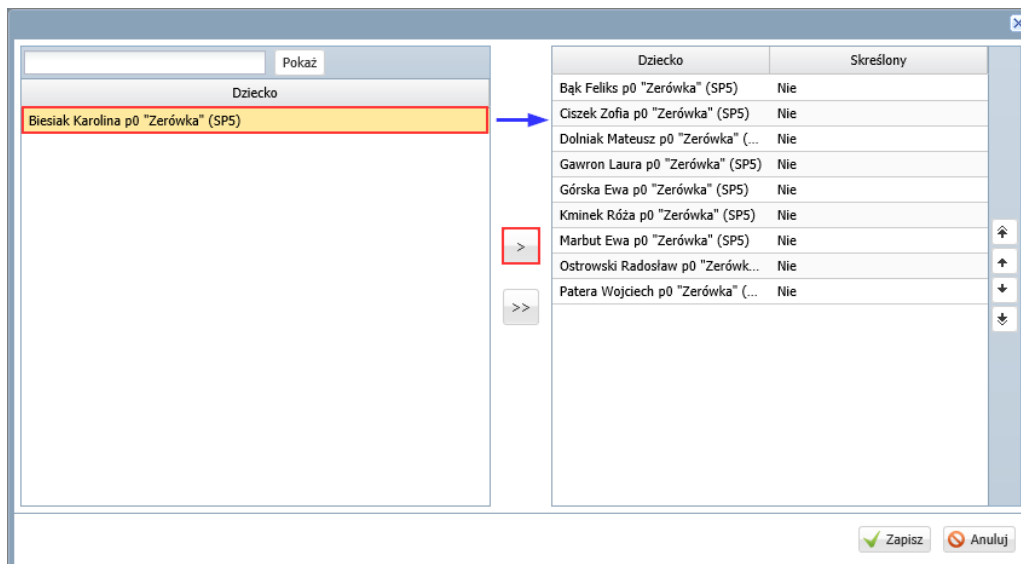 Pokaż
Dziecko
Biesiak Karolina p0 "Zerówka" (SP5)
>
>>
Dziecko Skreślony
Bąk Feliks p0 "Zerówka" (SP5) Nie
Ciszek Zofia p0 "Zerówka" (SP5) Nie
Dolniak Mateusz p0 "Zerówka" (... Nie
Gawron Laura p0 "Zerówka" (SP5) Nie
Górska Ewa p0 "Zerówka" (SP5) Nie
Kminek Róża p0 "Zerówka" (SP5) Nie
Marbut Ewa p0 "Zerówka" (SP5) Nie
Ostrowski Radosław p0 "Zerówk... Nie
Patera Wojciech p0 "Zerówka" (... Nie
Zapisz Anuluj